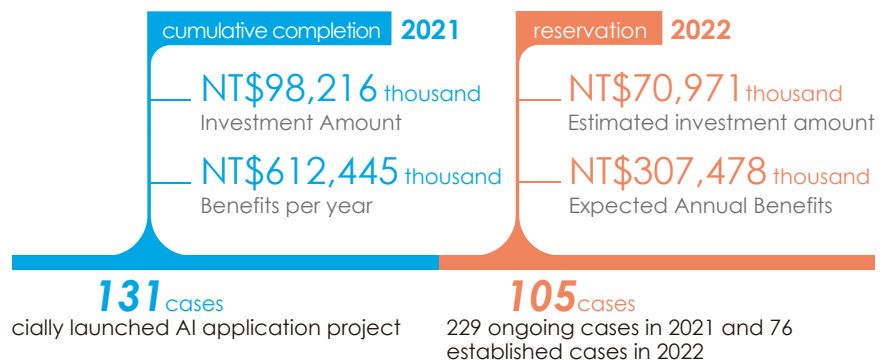 cumulative completion 2021
NT$98,216 thousand
Investment Amount
NT$612,445 thousand
Benefits per year
131 cases
cially launched AI application project
reservation 2022
NT$70,971 thousand
Estimated investment amount
NT$307,478 thousand
Expected Annual Benefits
105 cases
229 ongoing cases in 2021 and 76
established cases in 2022